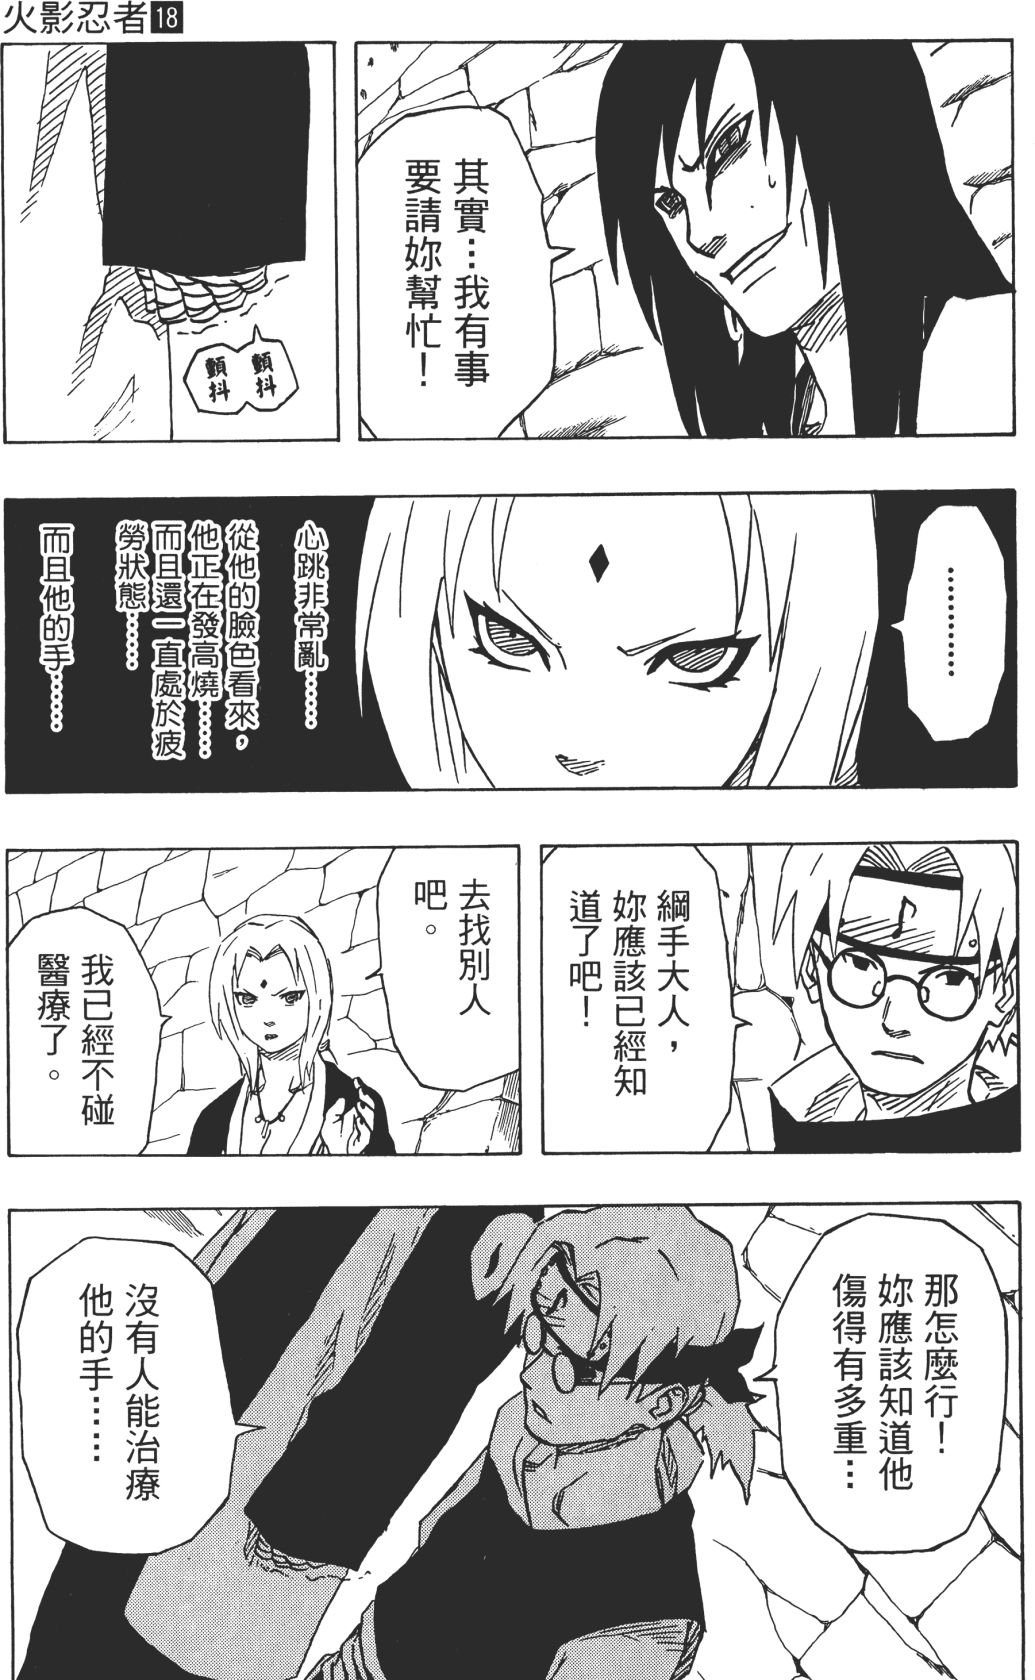 火影忍者18
其實…我有事
要請妳幫忙！
顫抖
顫抖
…………
心跳非常亂……
從他的臉色看來，
他正在發高燒……
而且還一直處於疲
勞狀態……
而且他的手……
綱手大人，
妳應該已經知
道了吧！
去找別人
吧。
我已經不碰
醫療了。
那怎麼行！
妳應該知道他
傷得有多重…
沒有人能治療
他的手……